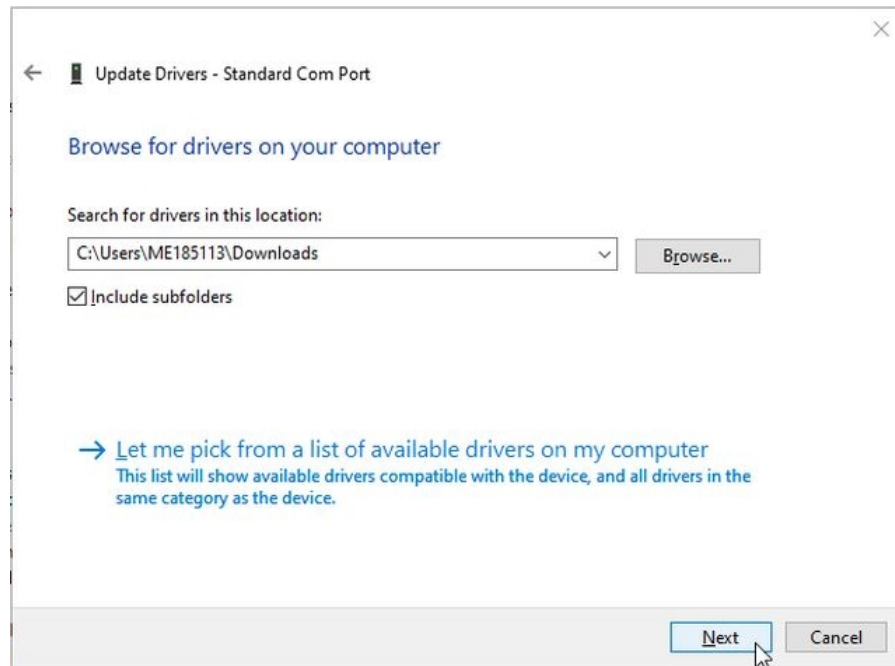 Update Drivers - Standard Com Port
Browse for drivers on your computer
Search for drivers in this location:
C:\Users\ME185113\Downloads
Browse...
Include subfolders
Let me pick from a list of available drivers on my computer
This list will show available drivers compatible with the device, and all drivers in the
same category as the device.
Next
Cancel